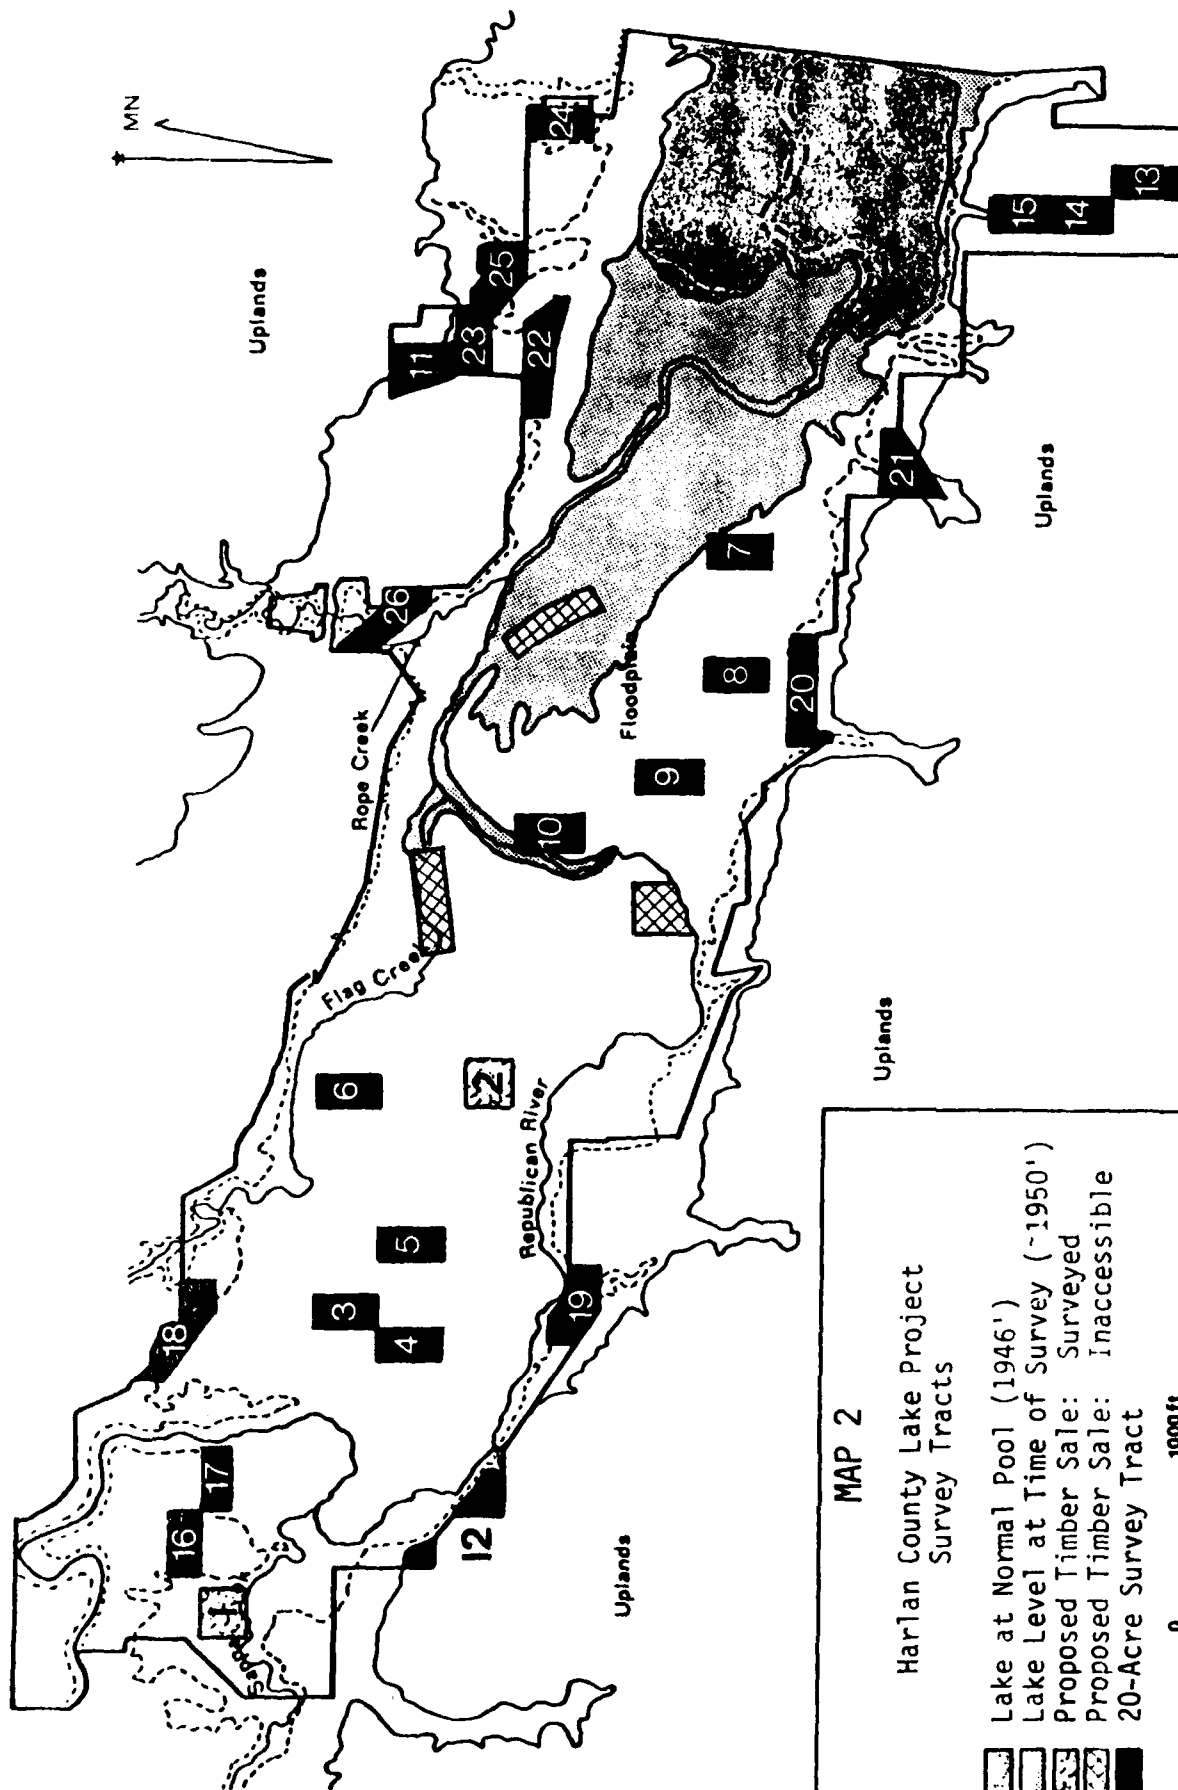 MN
Uplands
24
25
11
23
22
15
14
13
21
Uplands
26
7
Rope Creek
Floodplain
8
20
9
10
Flag Creek
6
2
Uplands
Republican River
5
3
4
18
19
17
16
12
1
Uplands
MAP 2
Harlan County Lake Project
Survey Tracts
Lake at Normal Pool (1946')
Lake Level at Time of Survey (~1950')
Proposed Timber Sale: Surveyed
Proposed Timber Sale: Inaccessible
20-Acre Survey Tract
0